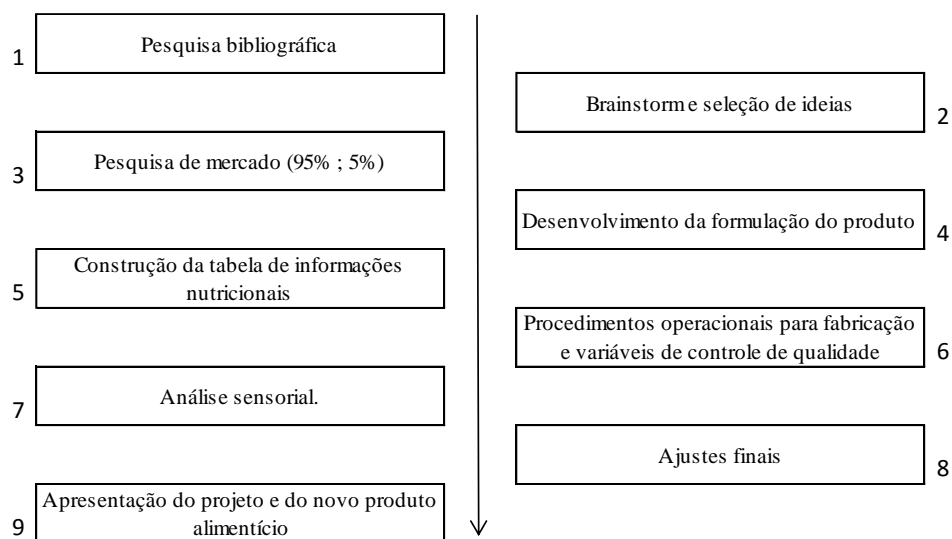 1
Pesquisa bibliográfica
Brainstorm e seleção de ideias
2
3
Pesquisa de mercado (95% ; 5%)
Desenvolvimento da formulação do produto
4
5
Construção da tabela de informações
nutricionais
Procedimentos operacionais para fabricação
e variáveis de controle de qualidade
6
7
Análise sensorial.
Ajustes finais
8
9
Apresentação do projeto e do novo produto
alimentício